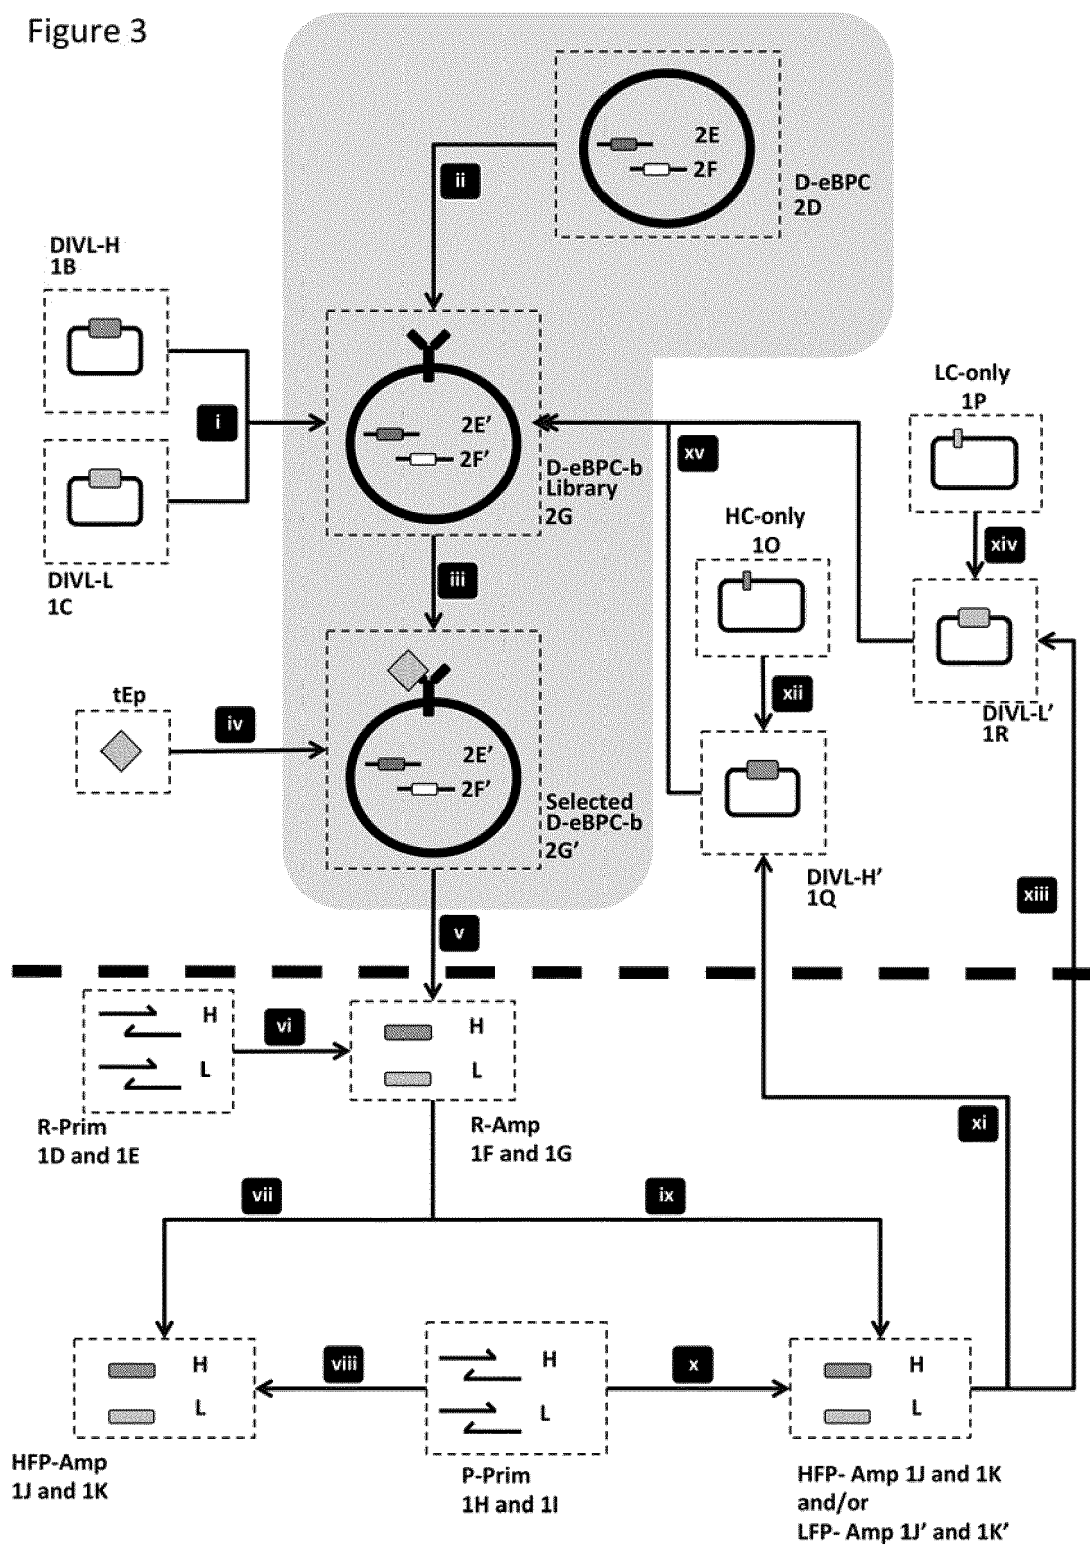 Figure 3
2E
2F
D-eBPC
2D
ii
DIVL-H
1B
i
DIVL-L
1C
2E'
2F'
D-eBPC-b
Library
2G
xv
LC-only
1P
xiv
HC-only
1O
xii
iii
DIVL-L'
1R
tEp
iv
2E'
2F'
Selected
D-eBPC-b
2G'
DIVL-H'
1Q
xiii
v
H
L
vi
H
L
R-Prim
1D and 1E
R-Amp
1F and 1G
xi
vii
ix
H
L
viii
H
L
x
H
L
HFP-Amp
1J and 1K
P-Prim
1H and 1I
HFP- Amp 1J and 1K
and/or
LFP- Amp 1J' and 1K'